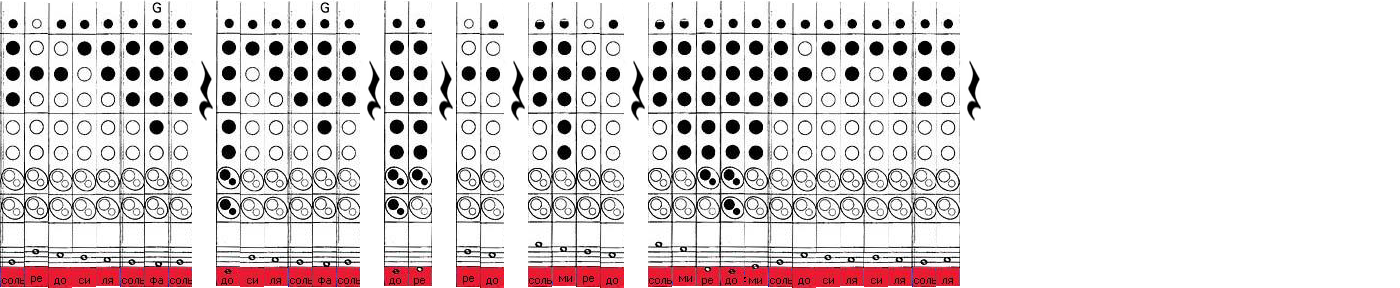 G G
соль ре до си ля соль фа соль до си ля соль фа соль до ре ре до соль ми ре до соль ми ре до ми соль до си ля си ля соль ля